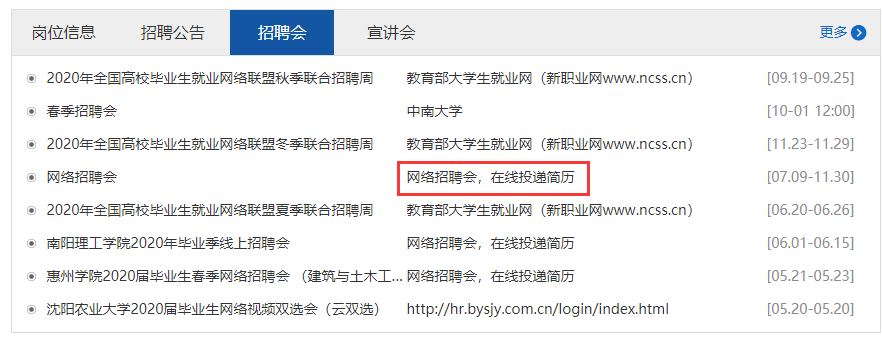 岗位信息 招聘公告 招聘会 宣讲会 更多
2020年全国高校毕业生就业网络联盟秋季联合招聘周 教育部大学生就业网（新职业网www.ncss.cn） [09.19-09.25]
春季招聘会 中南大学 [10-01 12:00]
2020年全国高校毕业生就业网络联盟冬季联合招聘周 教育部大学生就业网（新职业网www.ncss.cn） [11.23-11.29]
网络招聘会 网络招聘会，在线投递简历 [07.09-11.30]
2020年全国高校毕业生就业网络联盟夏季联合招聘周 教育部大学生就业网（新职业网www.ncss.cn） [06.20-06.26]
南阳理工学院2020年毕业季线上招聘会 网络招聘会，在线投递简历 [06.01-06.15]
惠州学院2020届毕业生春季网络招聘会 （建筑与土木工... 网络招聘会，在线投递简历 [05.21-05.23]
沈阳农业大学2020届毕业生网络视频双选会（云双选） http://hr.bysjy.com.cn/login/index.html [05.20-05.20]